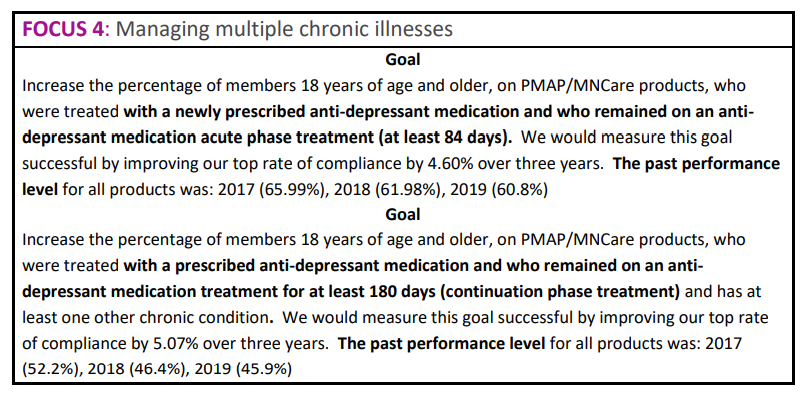 FOCUS 4: Managing multiple chronic illnesses
Goal
Increase the percentage of members 18 years of age and older, on PMAP/MNCare products, who
were treated with a newly prescribed anti-depressant medication and who remained on an anti-
depressant medication acute phase treatment (at least 84 days). We would measure this goal
successful by improving our top rate of compliance by 4.60% over three years. The past performance
level for all products was: 2017 (65.99%), 2018 (61.98%), 2019 (60.8%)
Goal
Increase the percentage of members 18 years of age and older, on PMAP/MNCare products, who
were treated with a prescribed anti-depressant medication and who remained on an anti-
depressant medication treatment for at least 180 days (continuation phase treatment) and has at
least one other chronic condition. We would measure this goal successful by improving our top rate
of compliance by 5.07% over three years. The past performance level for all products was: 2017
(52.2%), 2018 (46.4%), 2019 (45.9%)